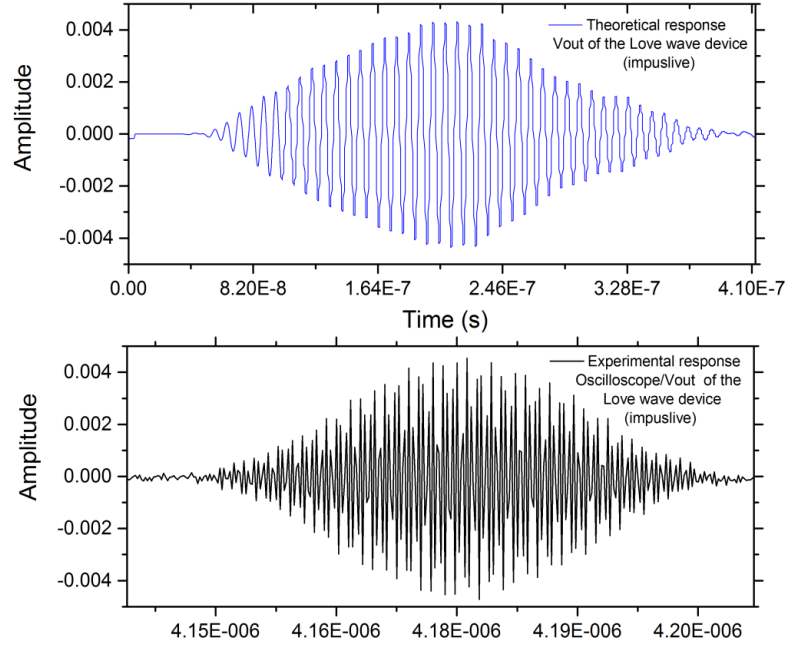 0.004
0.002
0.000
-0.002
-0.004
Amplitude
Theoretical response
Vout of the Love wave device
(impuslive)
0.00
8.20E-8
1.64E-7
2.46E-7
3.28E-7
4.10E-7
Time (s)
0.004
0.002
0.000
-0.002
-0.004
Amplitude
Experimental response
Oscilloscope/Vout of the
Love wave device
(impuslive)
4.15E-006
4.16E-006
4.18E-006
4.19E-006
4.20E-006